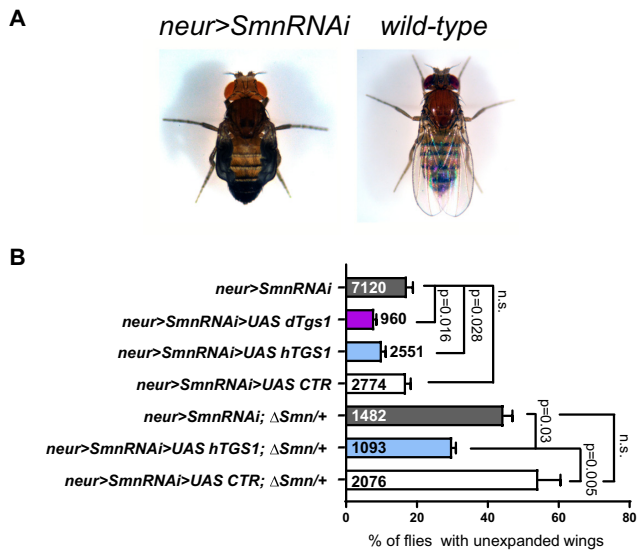 A
neur>SmnRNAi wild-type
B
neur>SmnRNAi
7120
neur>SmnRNAi>UAS dTgs1
960
neur>SmnRNAi>UAS hTGS1
2551
neur>SmnRNAi>UAS CTR
2774
neur>SmnRNAi; ΔSmn/+
1482
neur>SmnRNAi>UAS hTGS1; ΔSmn/+
1093
neur>SmnRNAi>UAS CTR; ΔSmn/+
2076
p=0.016
p=0.028
n.s.
p=0.03
p=0.005
n.s.
0 20 40 60 80
% of flies with unexpanded wings